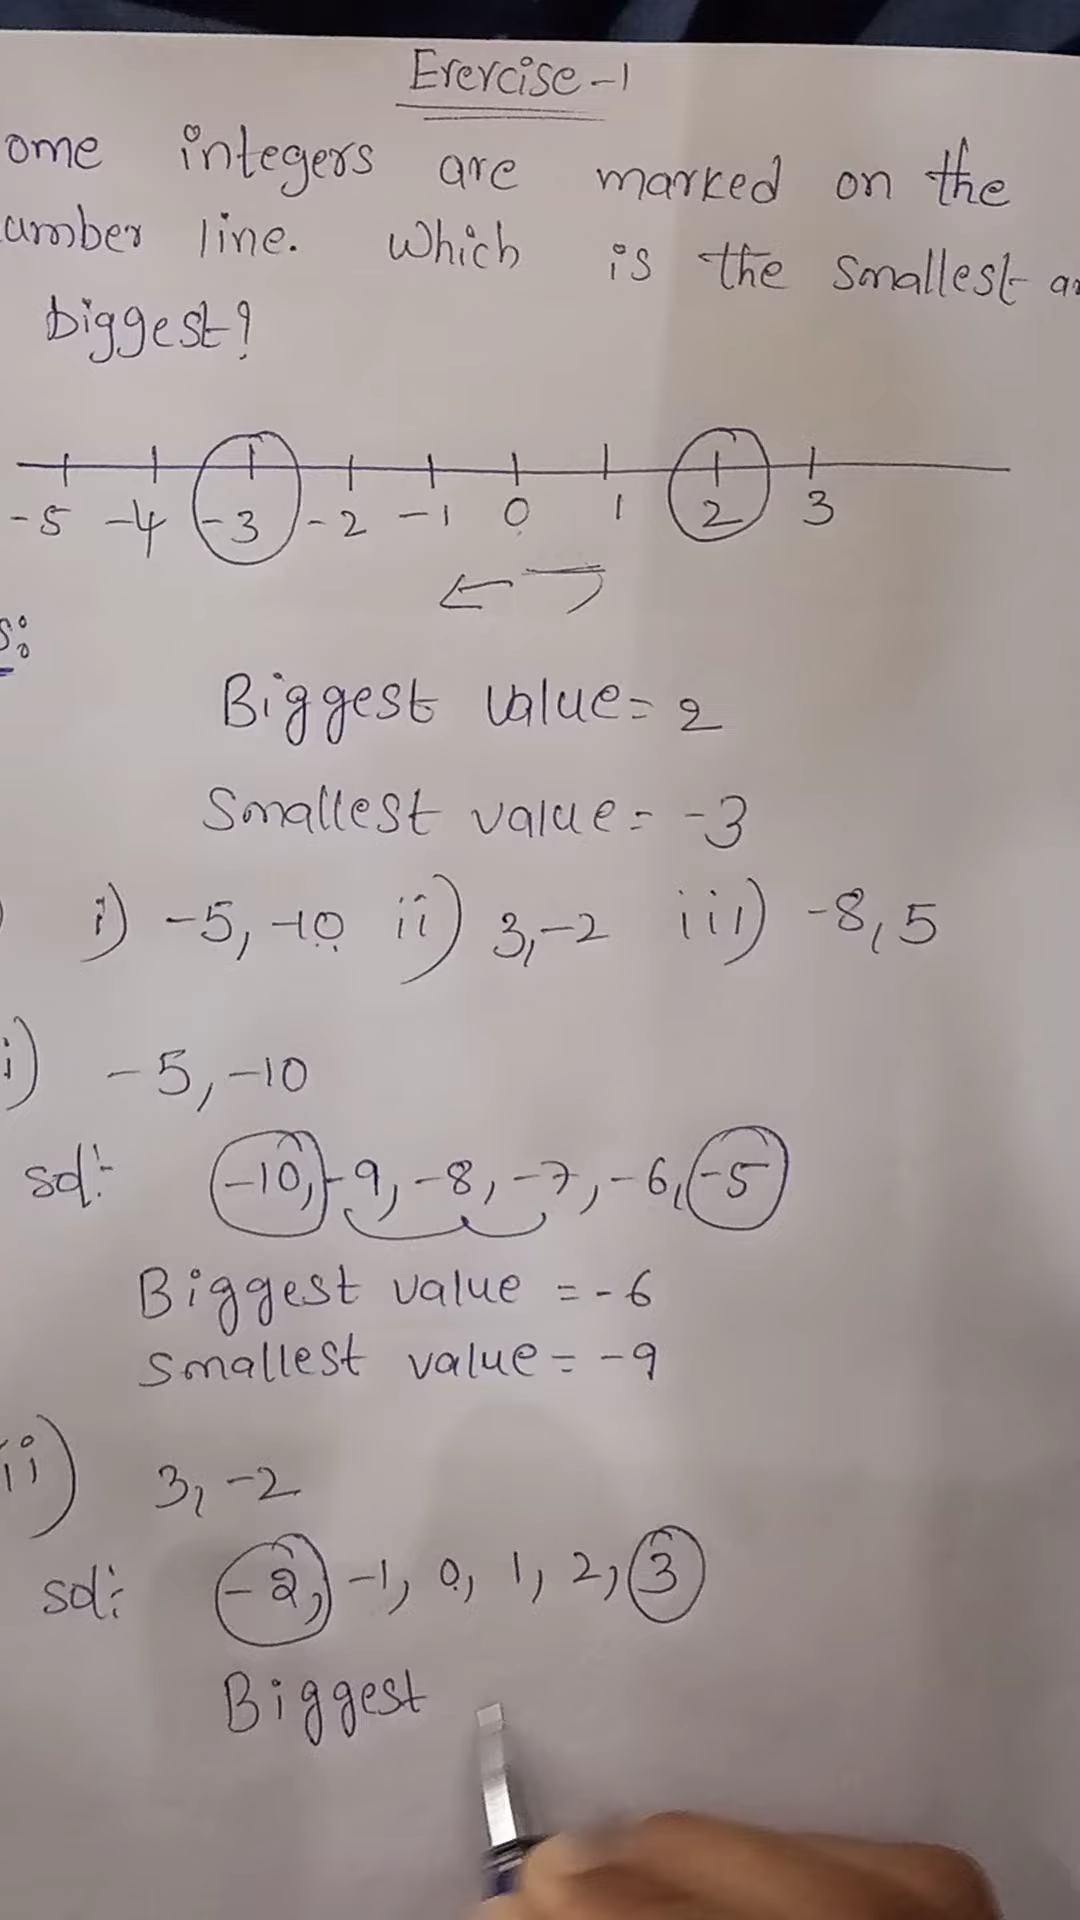 Exercise-1
ome integers are marked on the
umber line. Which is the smallest an
biggest?
-5 -4 -3 -2 -1 0 1 2 3
s:
Biggest value= 2
Smallest value= -3
) i) -5, -10 ii) 3, -2 iii) -8, 5
i) -5, -10
sol:- -10, -9, -8, -7, -6, -5
Biggest value = -6
Smallest value = -9
ii) 3, -2
sol: -2, -1, 0, 1, 2, 3
Biggest